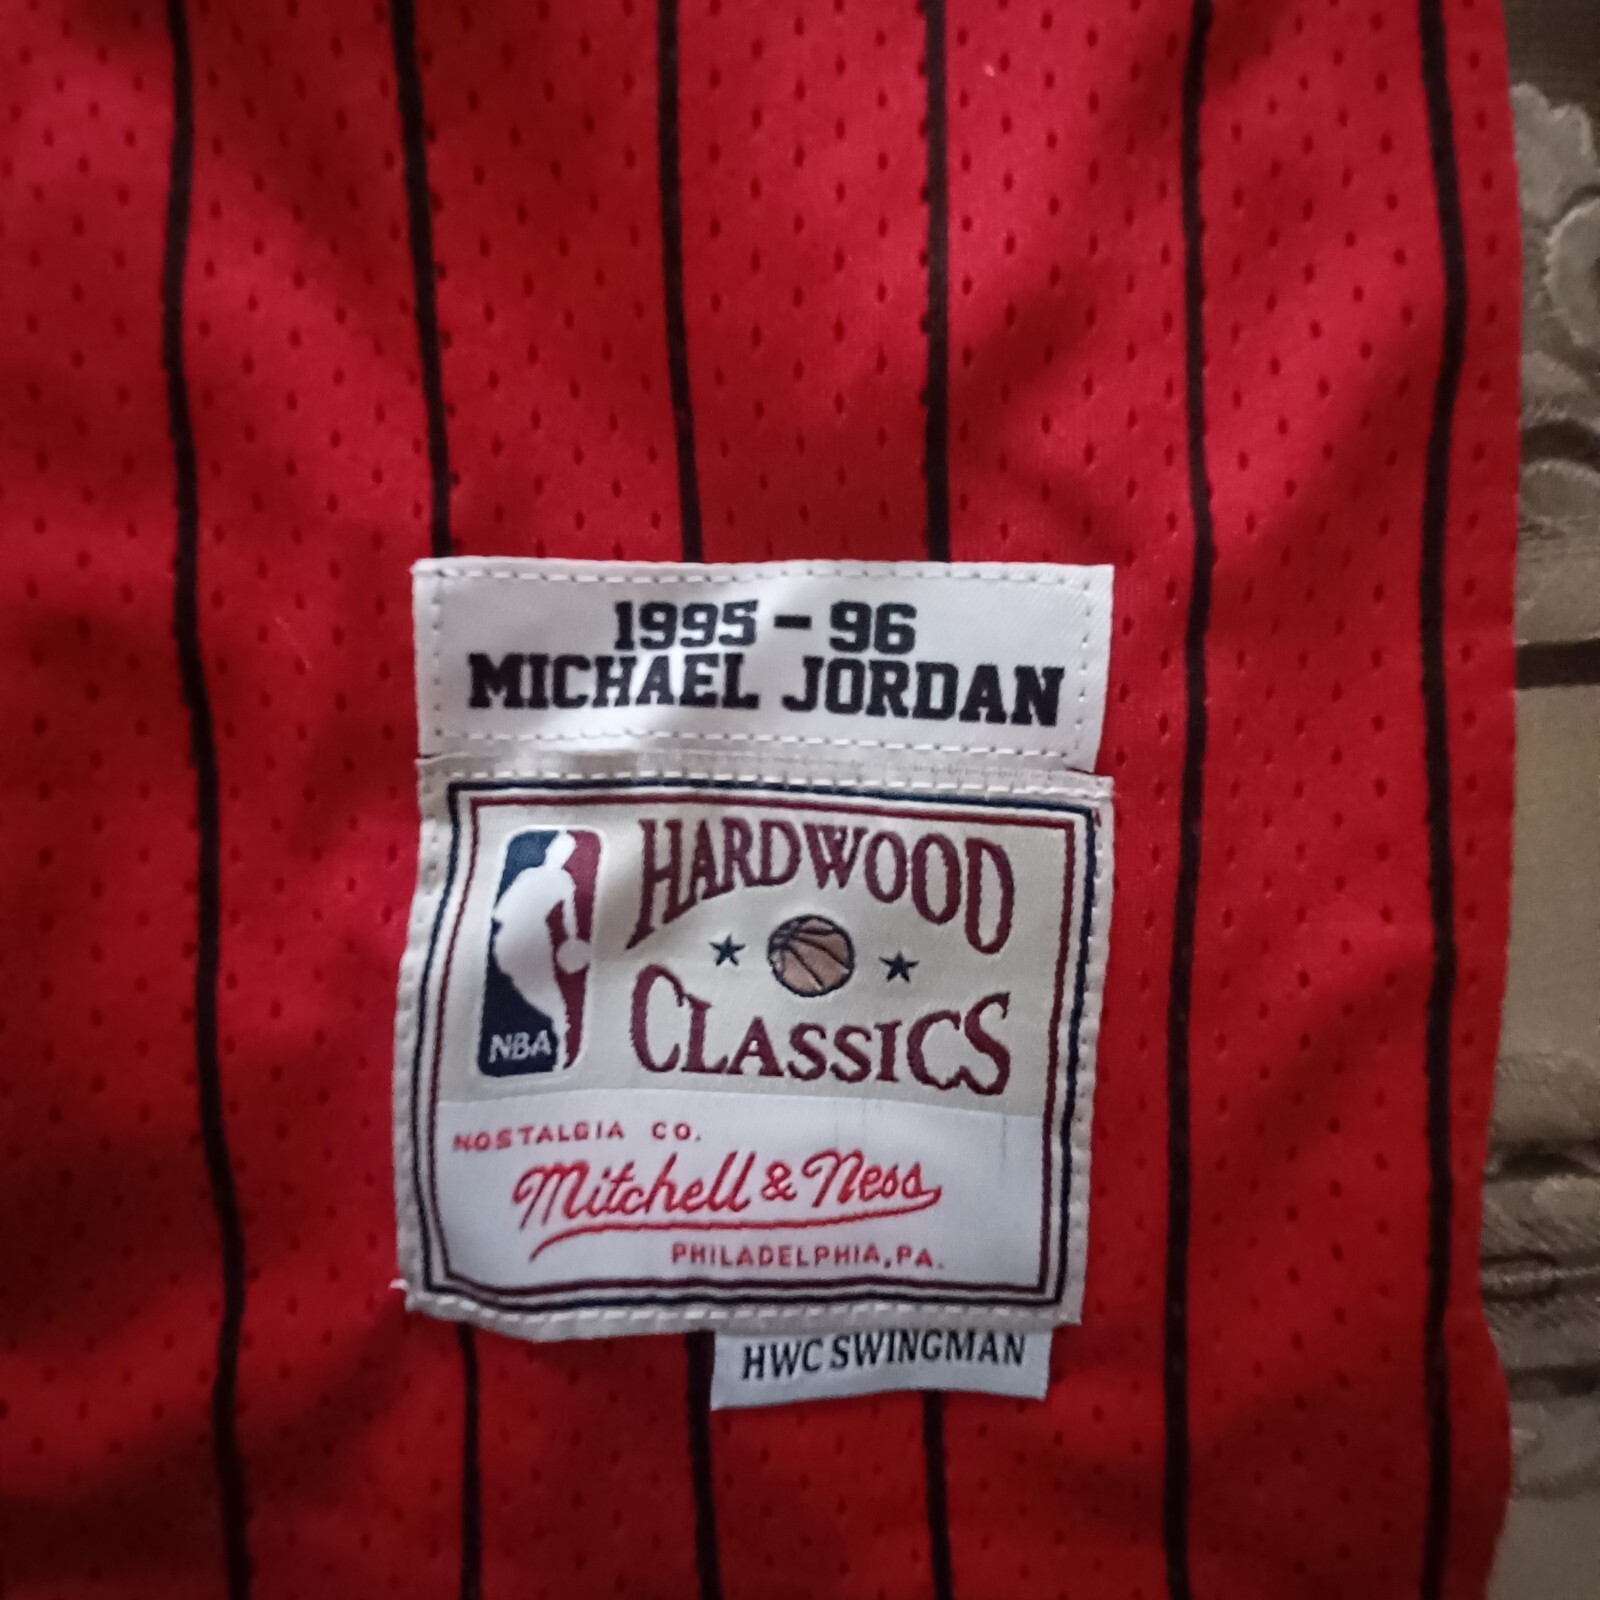 1995 - 96
MICHAEL JORDAN
HARDWOOD
CLASSICS
NBA
NOSTALGIA CO.
Mitchell & Ness
PHILADELPHIA, PA.
HWC SWINGMAN